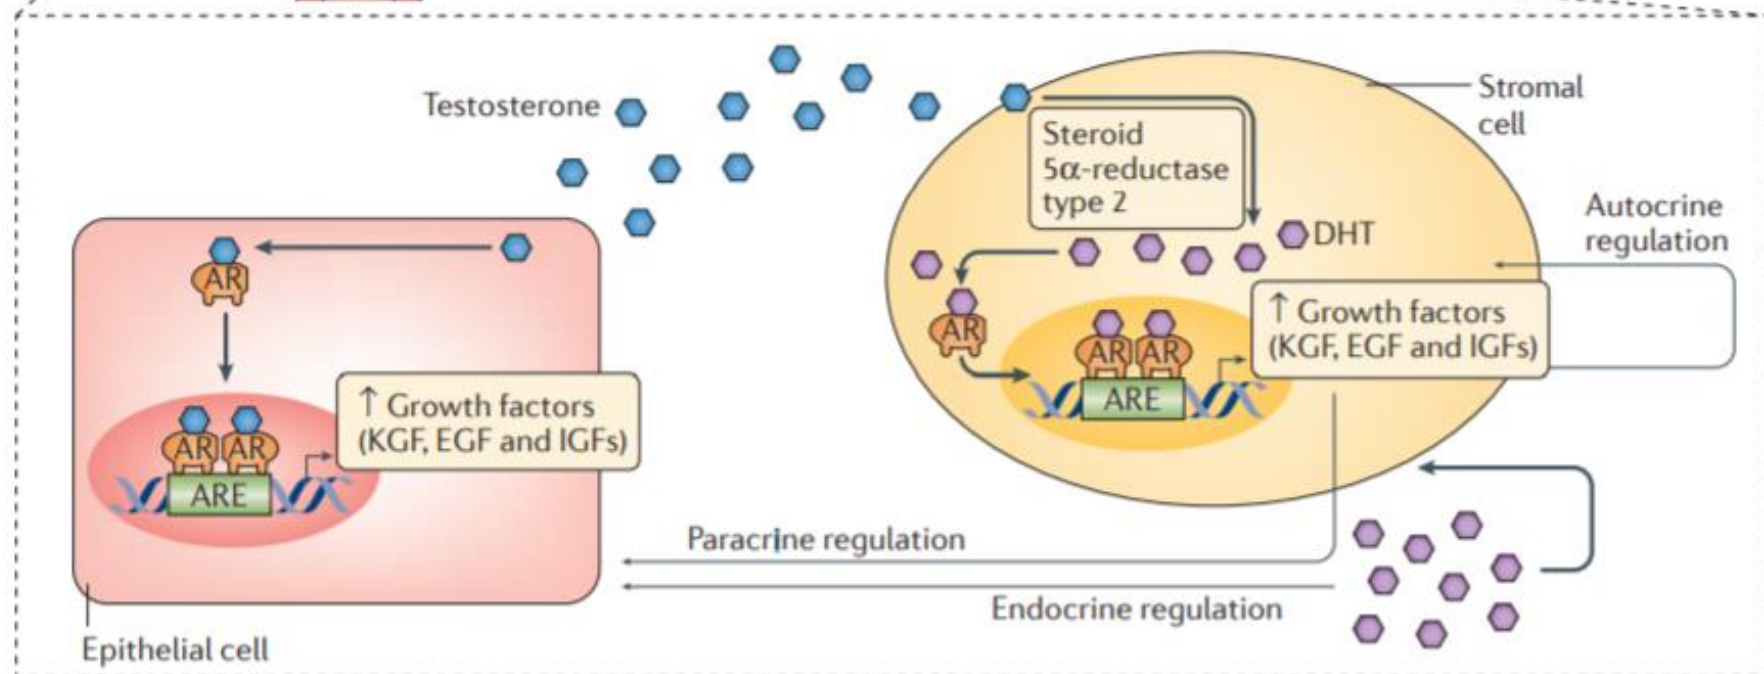 Testosterone
Stromal
cell
Steroid
5α-reductase
type 2
DHT
Autocrine
regulation
AR
AR
↑ Growth factors
(KGF, EGF and IGFs)
AR AR
ARE
↑ Growth factors
(KGF, EGF and IGFs)
AR AR
ARE
Paracrine regulation
Endocrine regulation
Epithelial cell